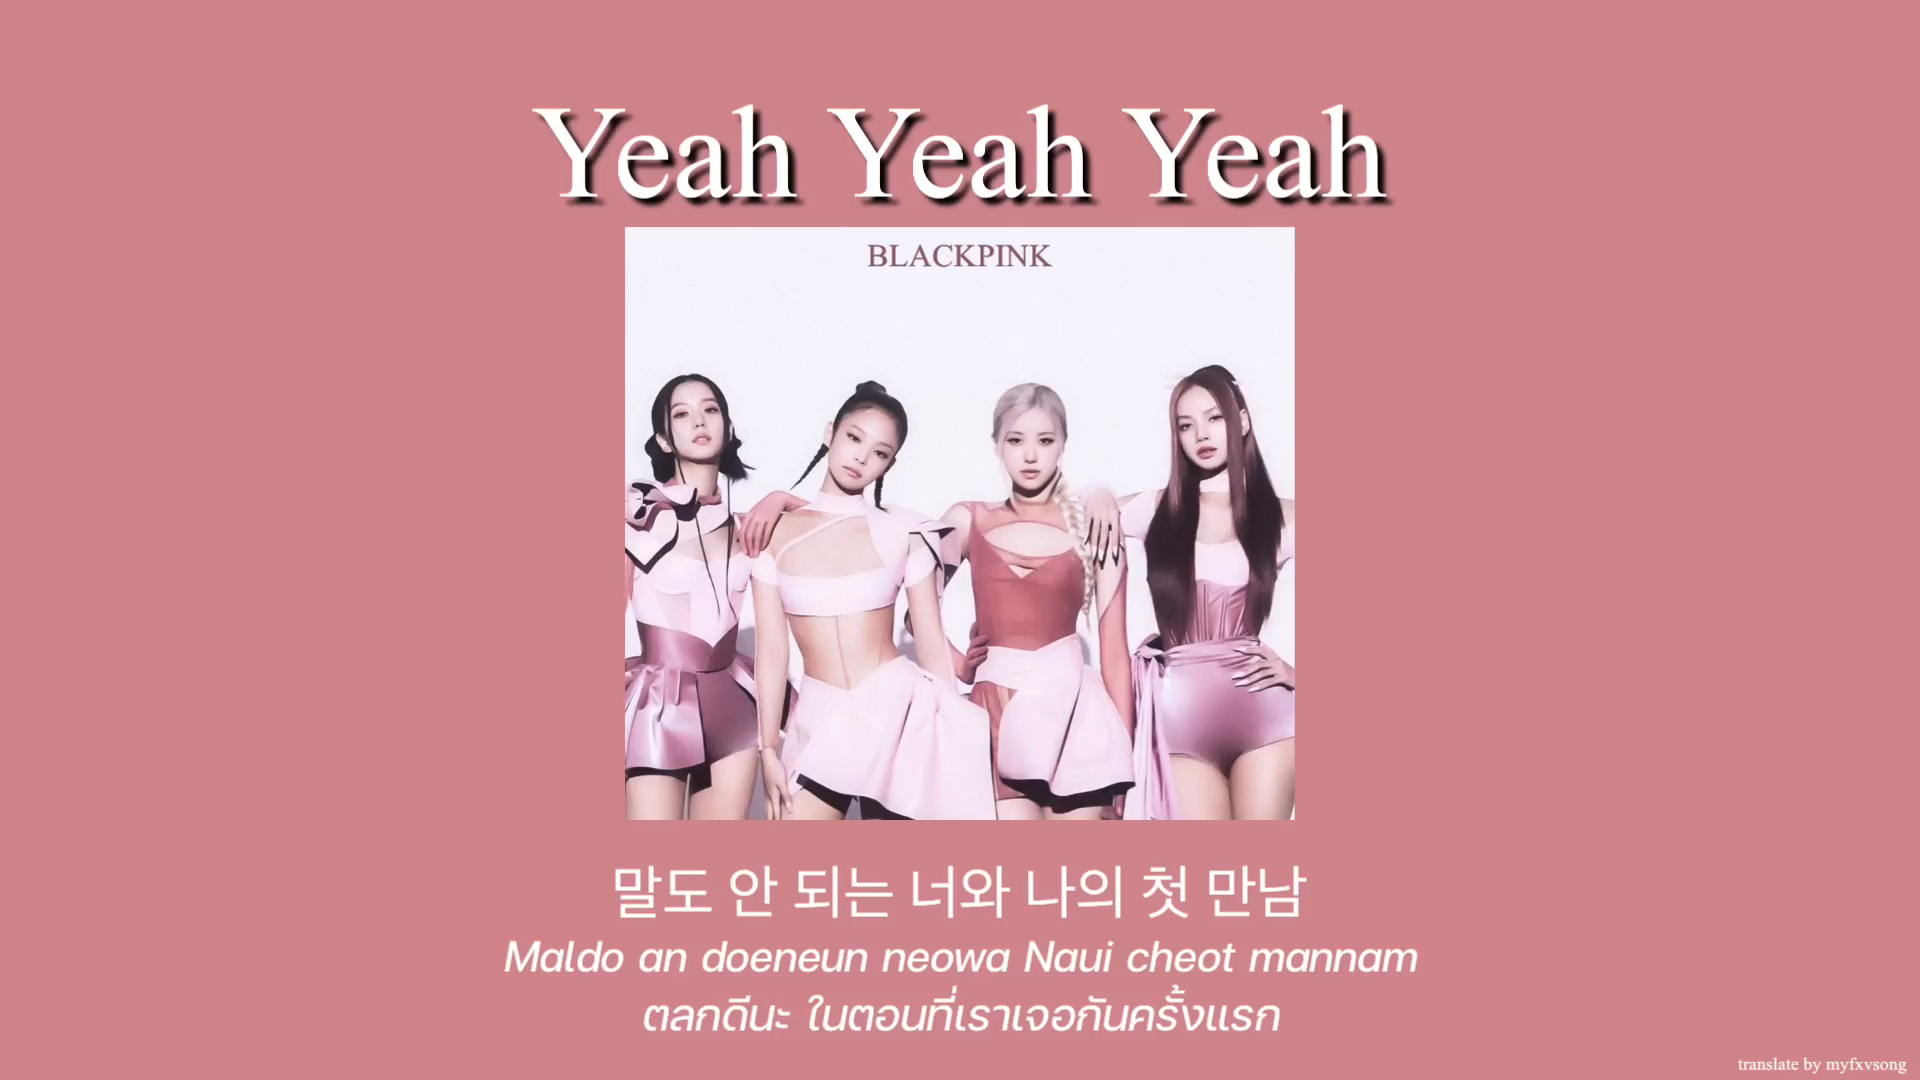 Yeah Yeah Yeah
BLACKPINK
말도 안 되는 너와 나의 첫 만남
Maldo an doeneun neowa Naui cheot mannam
ตลกดีนะ ในตอนที่เราเจอกันครั้งแรก
translate by myfxvsong